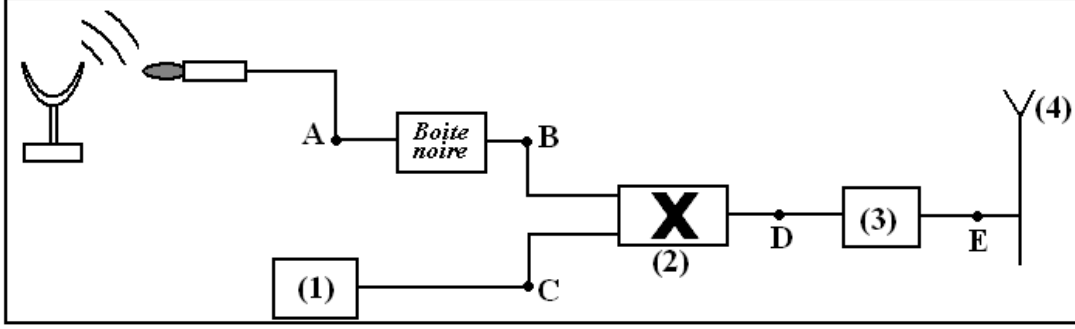 (4)
A
Boite
noire
B
X
(2)
D
(3)
E
(1)
C